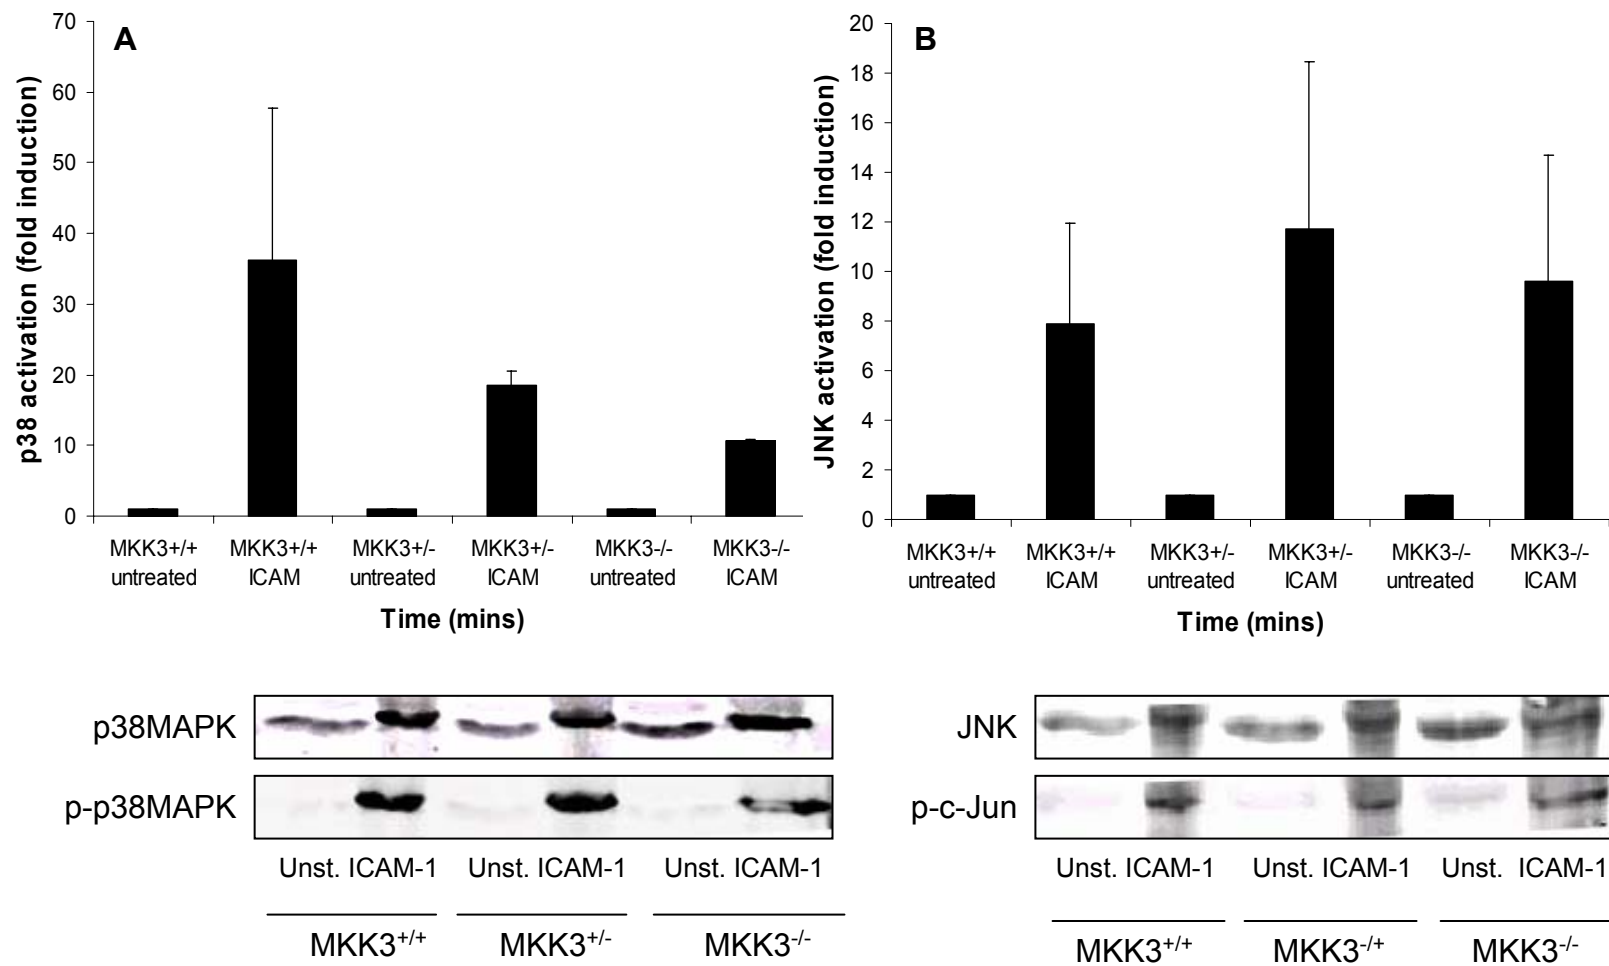 A
p38 activation (fold induction)
70
60
50
40
30
20
10
0
MKK3+/+ MKK3+/+ MKK3+/- MKK3+/- MKK3-/- MKK3-/-
untreated ICAM untreated ICAM untreated ICAM
Time (mins)
B
JNK activation (fold induction)
20
18
16
14
12
10
8
6
4
2
0
MKK3+/+ MKK3+/+ MKK3+/- MKK3+/- MKK3-/- MKK3-/-
untreated ICAM untreated ICAM untreated ICAM
Time (mins)
p38MAPK
p-p38MAPK
Unst. ICAM-1 Unst. ICAM-1 Unst. ICAM-1
MKK3+/+ MKK3+/- MKK3-/-
JNK
p-c-Jun
Unst. ICAM-1 Unst. ICAM-1 Unst. ICAM-1
MKK3+/+ MKK3-/+ MKK3-/-